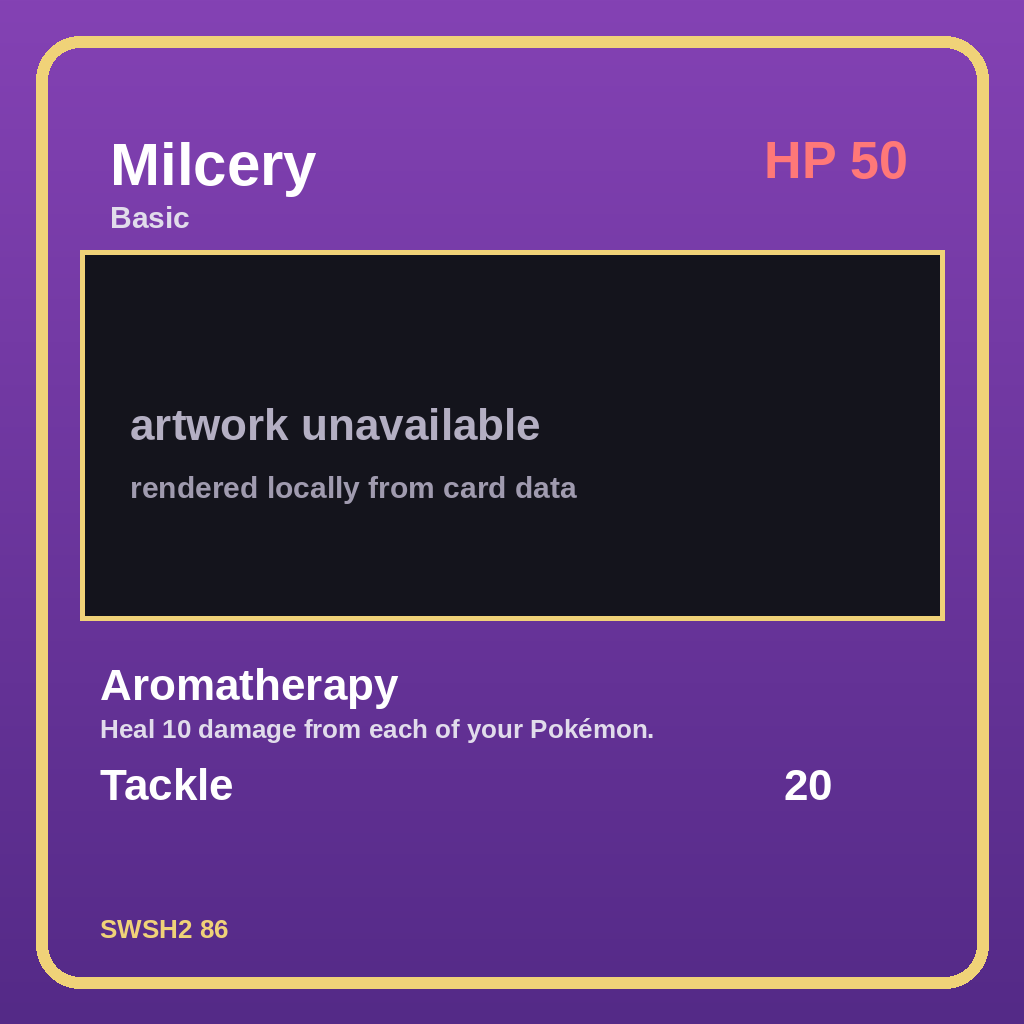 Milcery
HP 50
Basic
artwork unavailable
rendered locally from card data
Aromatherapy
Heal 10 damage from each of your Pokémon.
Tackle 20
SWSH2 86